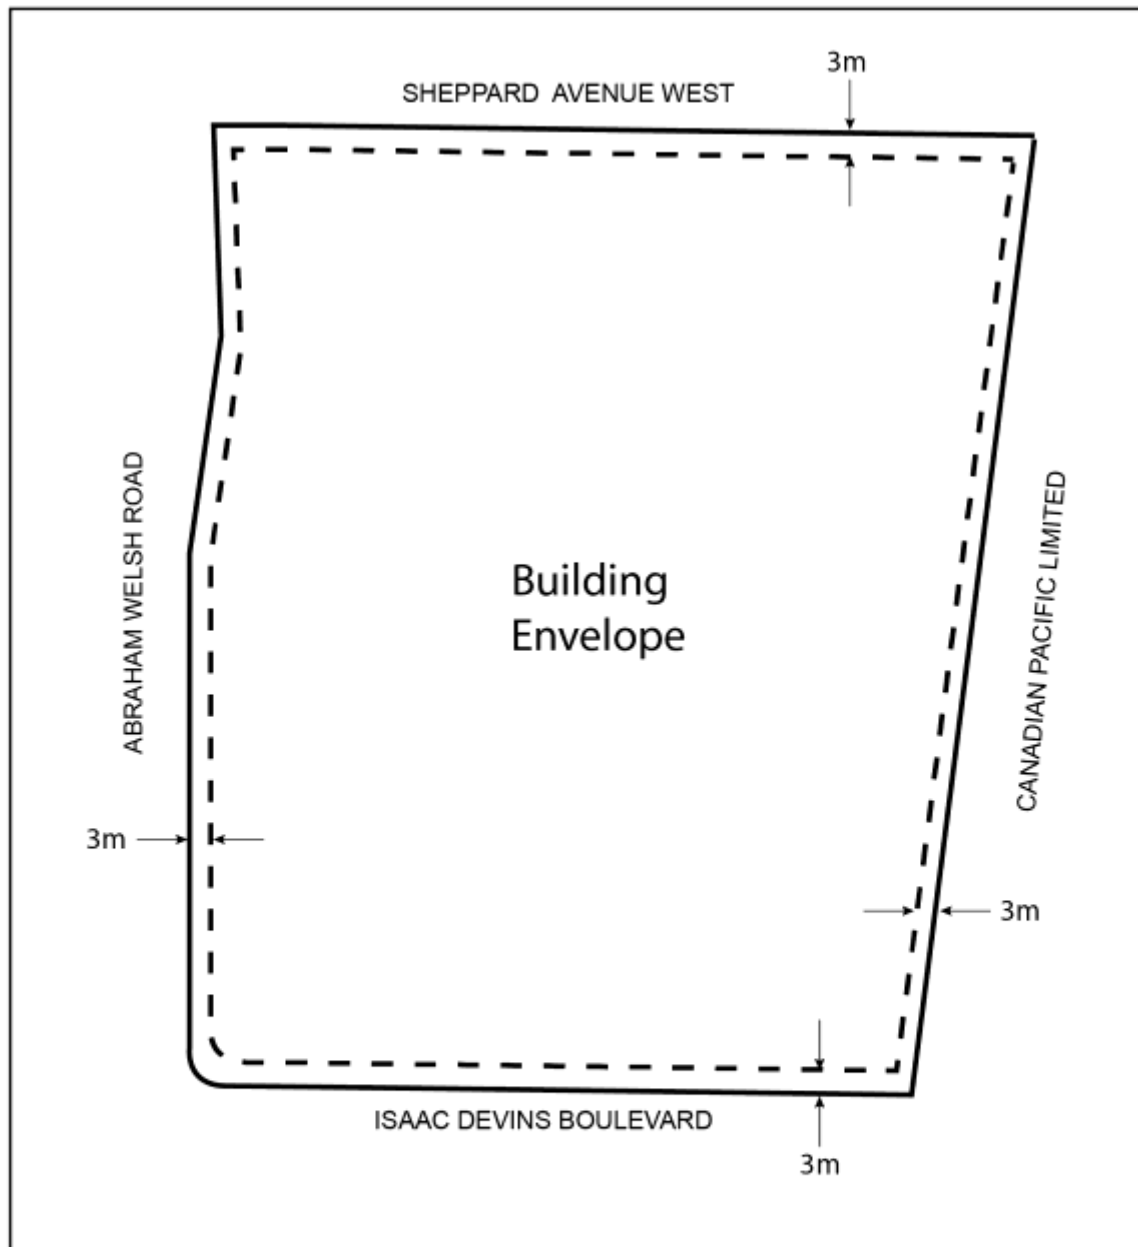 3m
SHEPPARD AVENUE WEST
ABRAHAM WELSH ROAD
Building
Envelope
CANADIAN PACIFIC LIMITED
3m
3m
ISAAC DEVINS BOULEVARD
3m